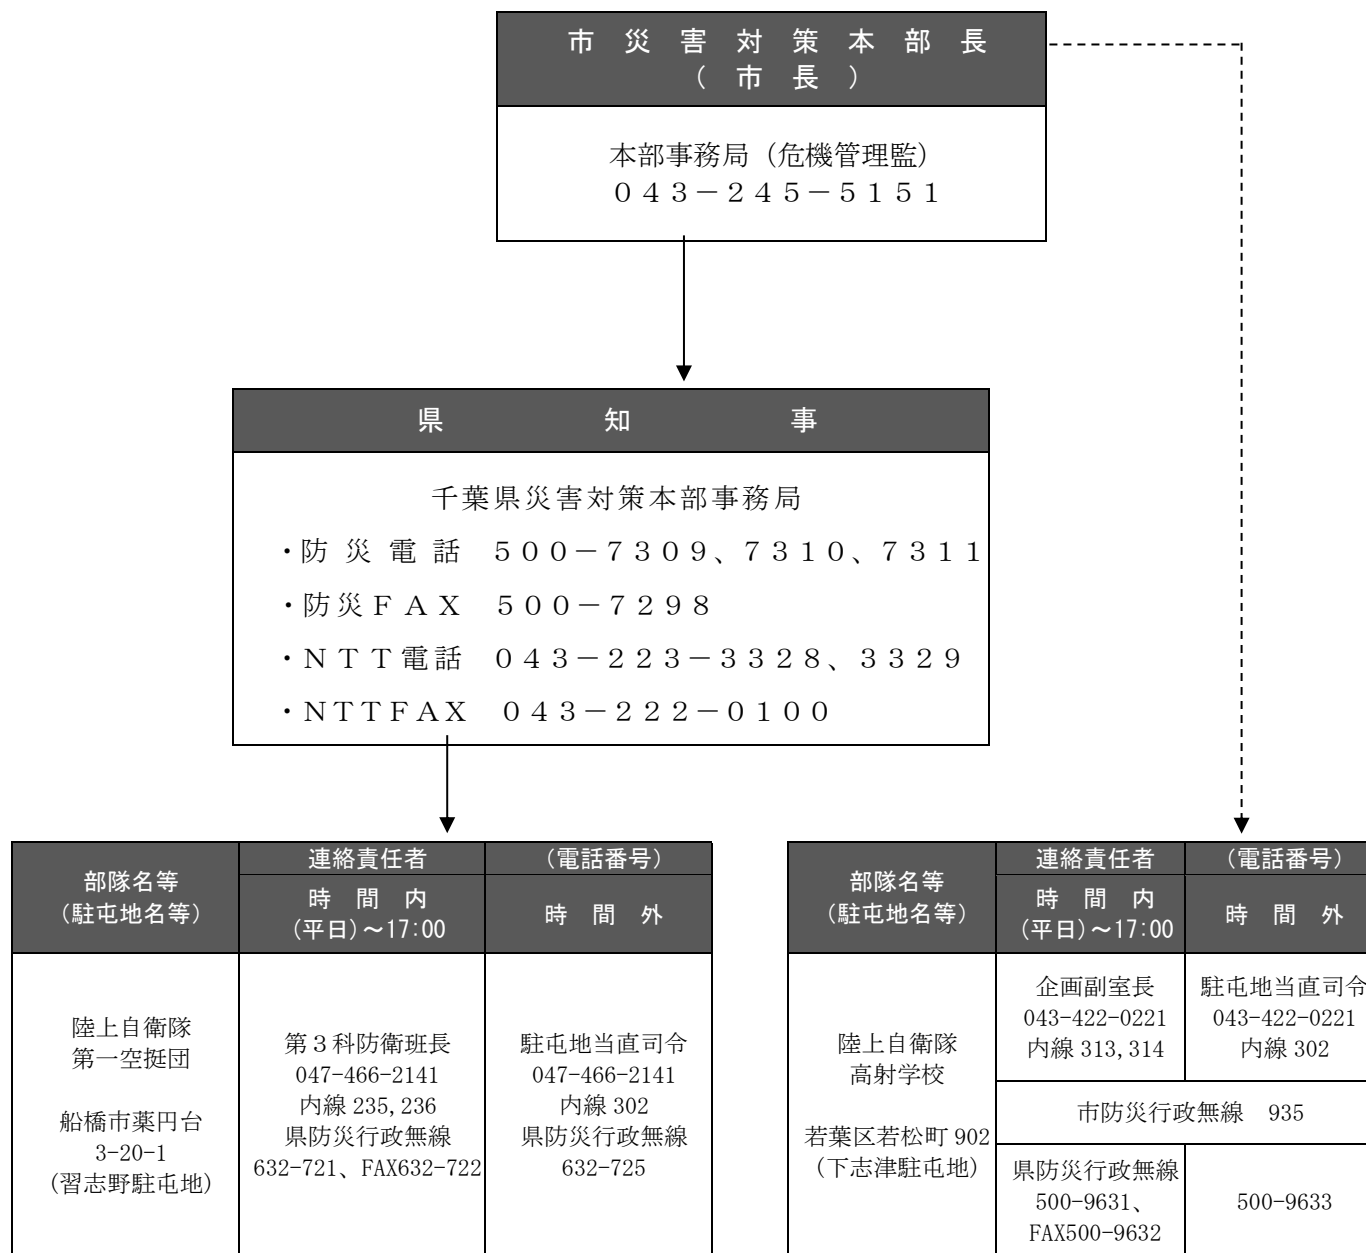 市災害対策本部長
（市長）
本部事務局（危機管理監）
０４３－２４５－５１５１
県知事
千葉県災害対策本部事務局
・防災電話　５００－７３０９、７３１０、７３１１
・防災ＦＡＸ　５００－７２９８
・ＮＴＴ電話　０４３－２２３－３３２８、３３２９
・ＮＴＴＦＡＸ　０４３－２２２－０１００
部隊名等
（駐屯地名等）
連絡責任者
（電話番号）
時間内
(平日)～17:00
時間外
陸上自衛隊
第一空挺団
船橋市薬円台
3-20-1
(習志野駐屯地)
第３科防衛班長
047-466-2141
内線 235,236
県防災行政無線
632-721、FAX632-722
駐屯地当直司令
047-466-2141
内線 302
県防災行政無線
632-725
部隊名等
（駐屯地名等）
連絡責任者
（電話番号）
時間内
(平日)～17:00
時間外
陸上自衛隊
高射学校
若葉区若松町 902
(下志津駐屯地)
企画副室長
043-422-0221
内線 313,314
駐屯地当直司令
043-422-0221
内線 302
市防災行政無線　935
県防災行政無線
500-9631、
FAX500-9632
500-9633